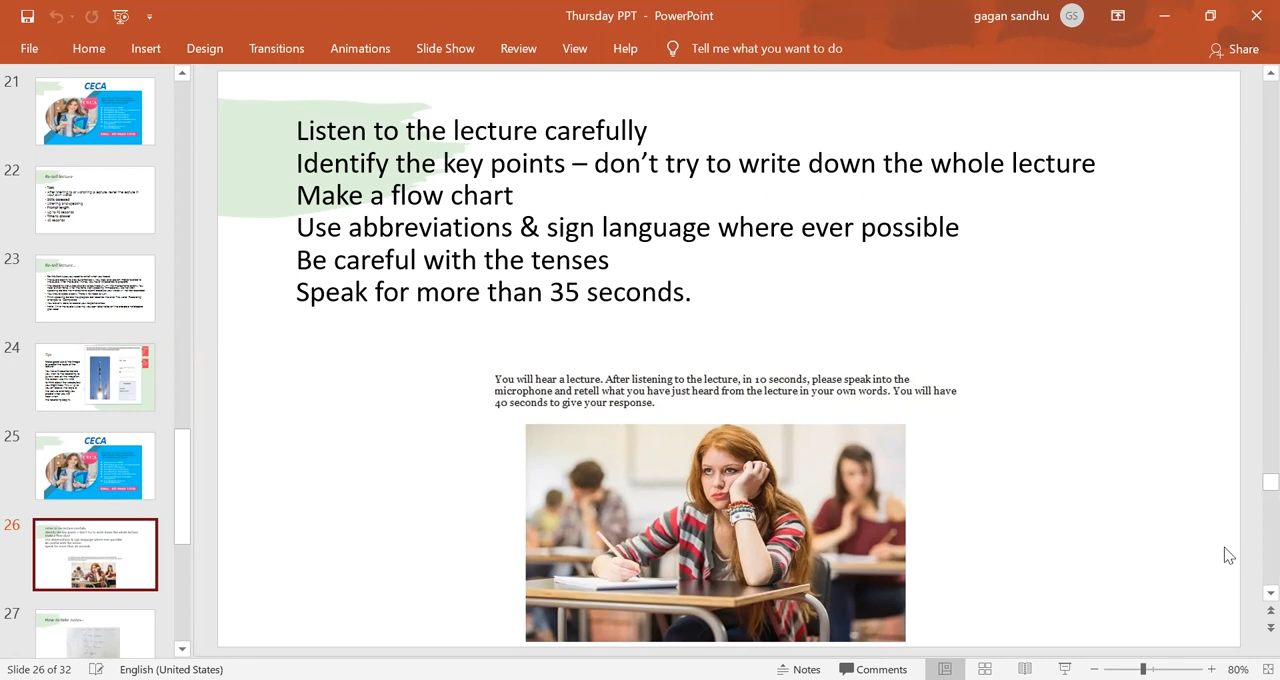 Thursday PPT - PowerPoint
gagan sandhu
GS
File
Home
Insert
Design
Transitions
Animations
Slide Show
Review
View
Help
Tell me what you want to do
Share
21
CECA
22
23
24
25
CECA
26
27
Listen to the lecture carefully
Identify the key points – don’t try to write down the whole lecture
Make a flow chart
Use abbreviations & sign language where ever possible
Be careful with the tenses
Speak for more than 35 seconds.
You will hear a lecture. After listening to the lecture, in 10 seconds, please speak into the
microphone and retell what you have just heard from the lecture in your own words. You will have
40 seconds to give your response.
Slide 26 of 32
English (United States)
Notes
Comments
80%